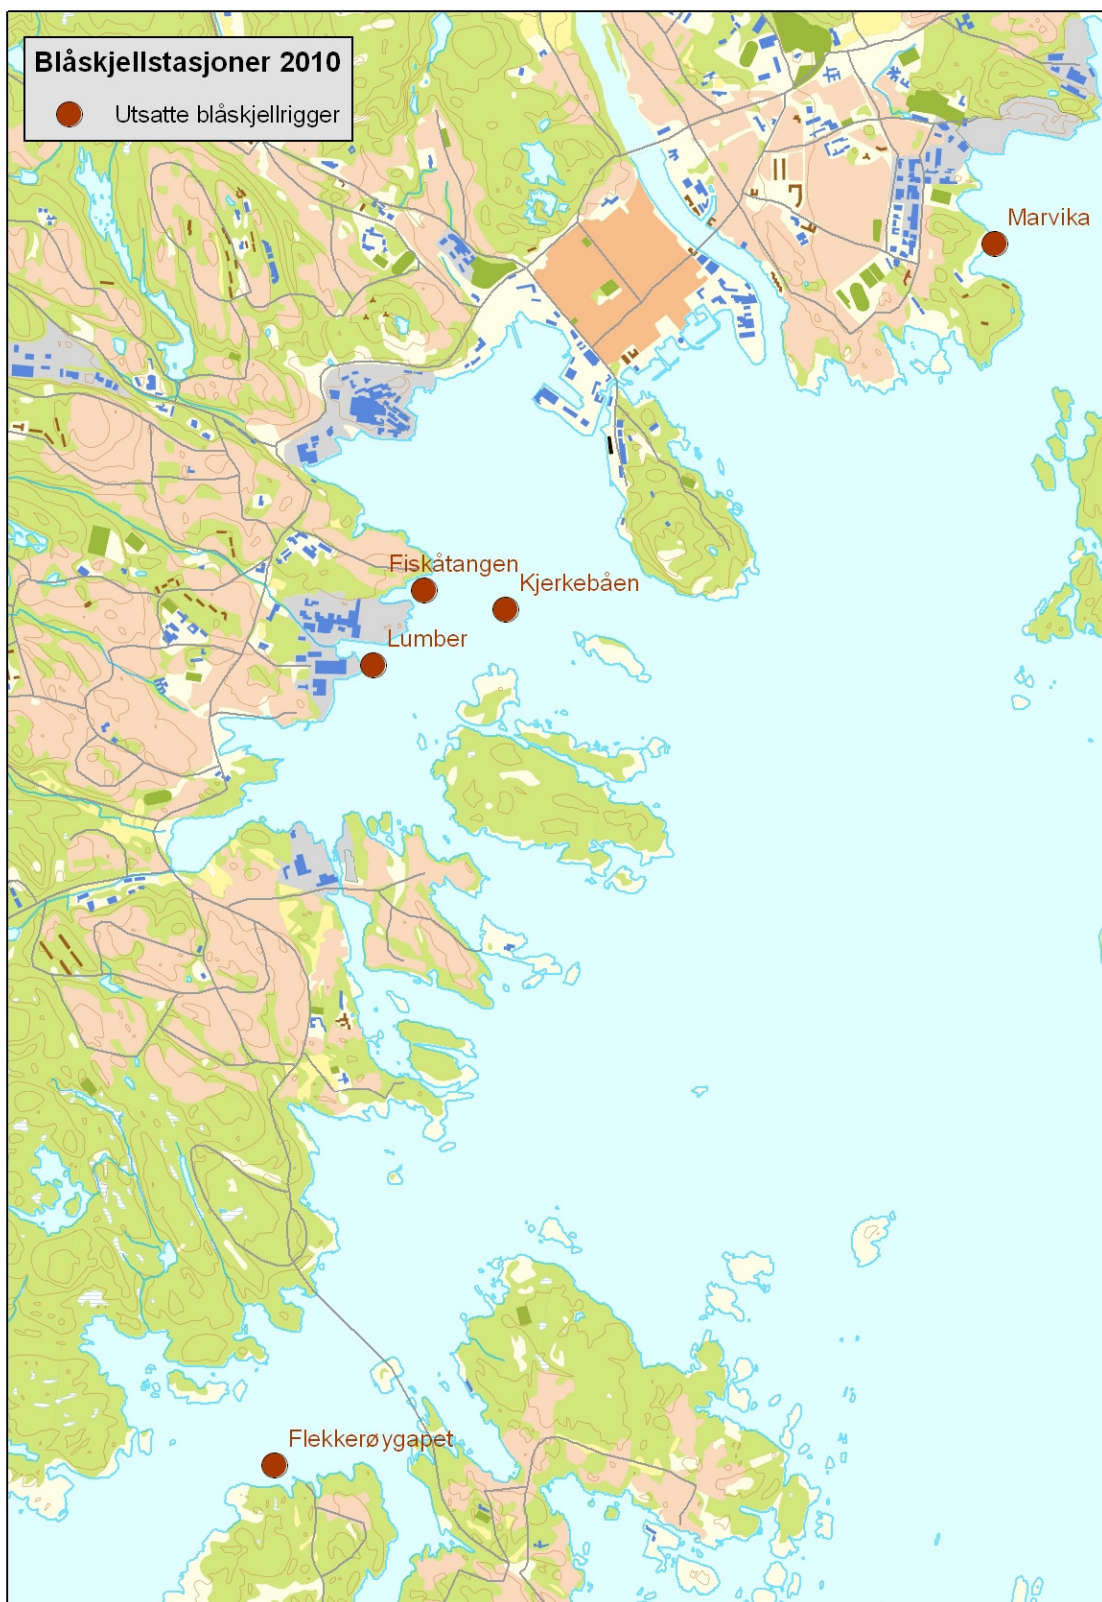 Blåskjellstasjoner 2010
Utsatte blåskjellrigger
Marvika
Fiskåtangen
Kjerkebåen
Lumber
Flekkerøygapet